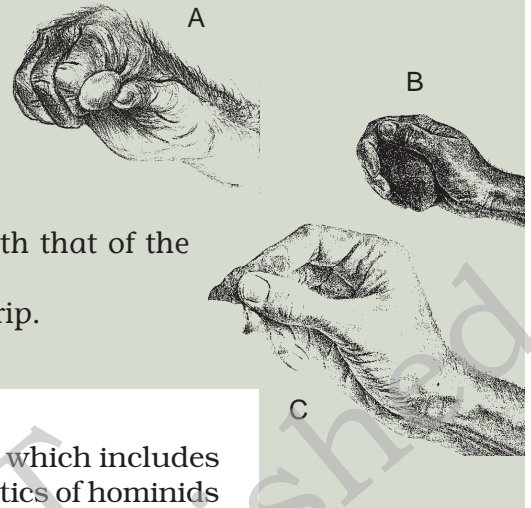 A
B
th that of the
rip.
C
which includes
tics of hominids